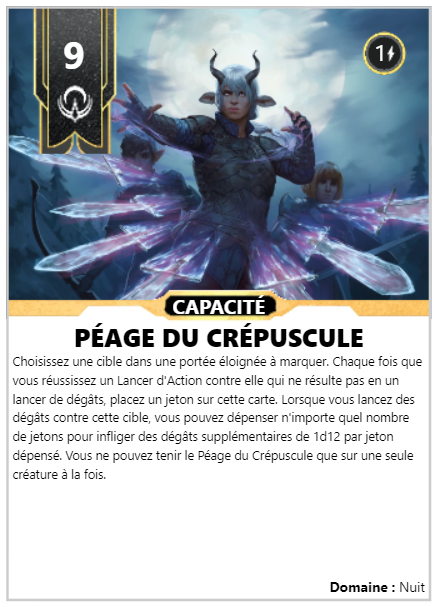 9
1
CAPACITÉ
PÉAGE DU CRÉPUSCULE
Choisissez une cible dans une portée éloignée à marquer. Chaque fois que
vous réussissez un Lancer d'Action contre elle qui ne résulte pas en un
lancer de dégâts, placez un jeton sur cette carte. Lorsque vous lancez des
dégâts contre cette cible, vous pouvez dépenser n'importe quel nombre
de jetons pour infliger des dégâts supplémentaires de 1d12 par jeton
dépensé. Vous ne pouvez tenir le Péage du Crépuscule que sur une seule
créature à la fois.
Domaine : Nuit